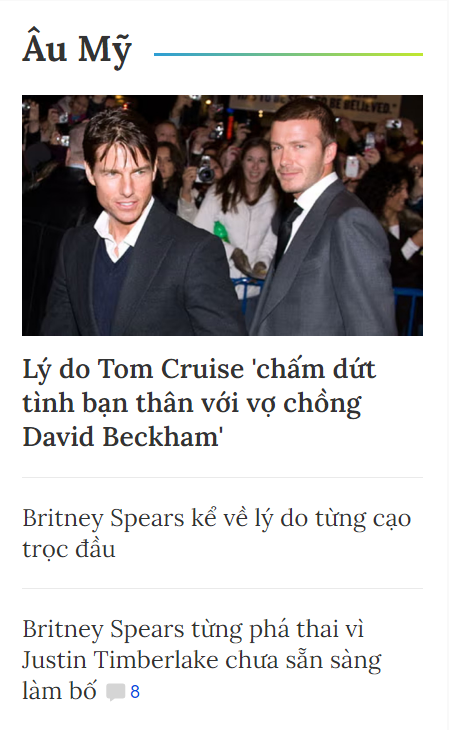 Âu Mỹ
BE BELIEVED."
Lý do Tom Cruise 'chấm dứt
tình bạn thân với vợ chồng
David Beckham'
Britney Spears kể về lý do từng cạo
trọc đầu
Britney Spears từng phá thai vì
Justin Timberlake chưa sẵn sàng
làm bố 8